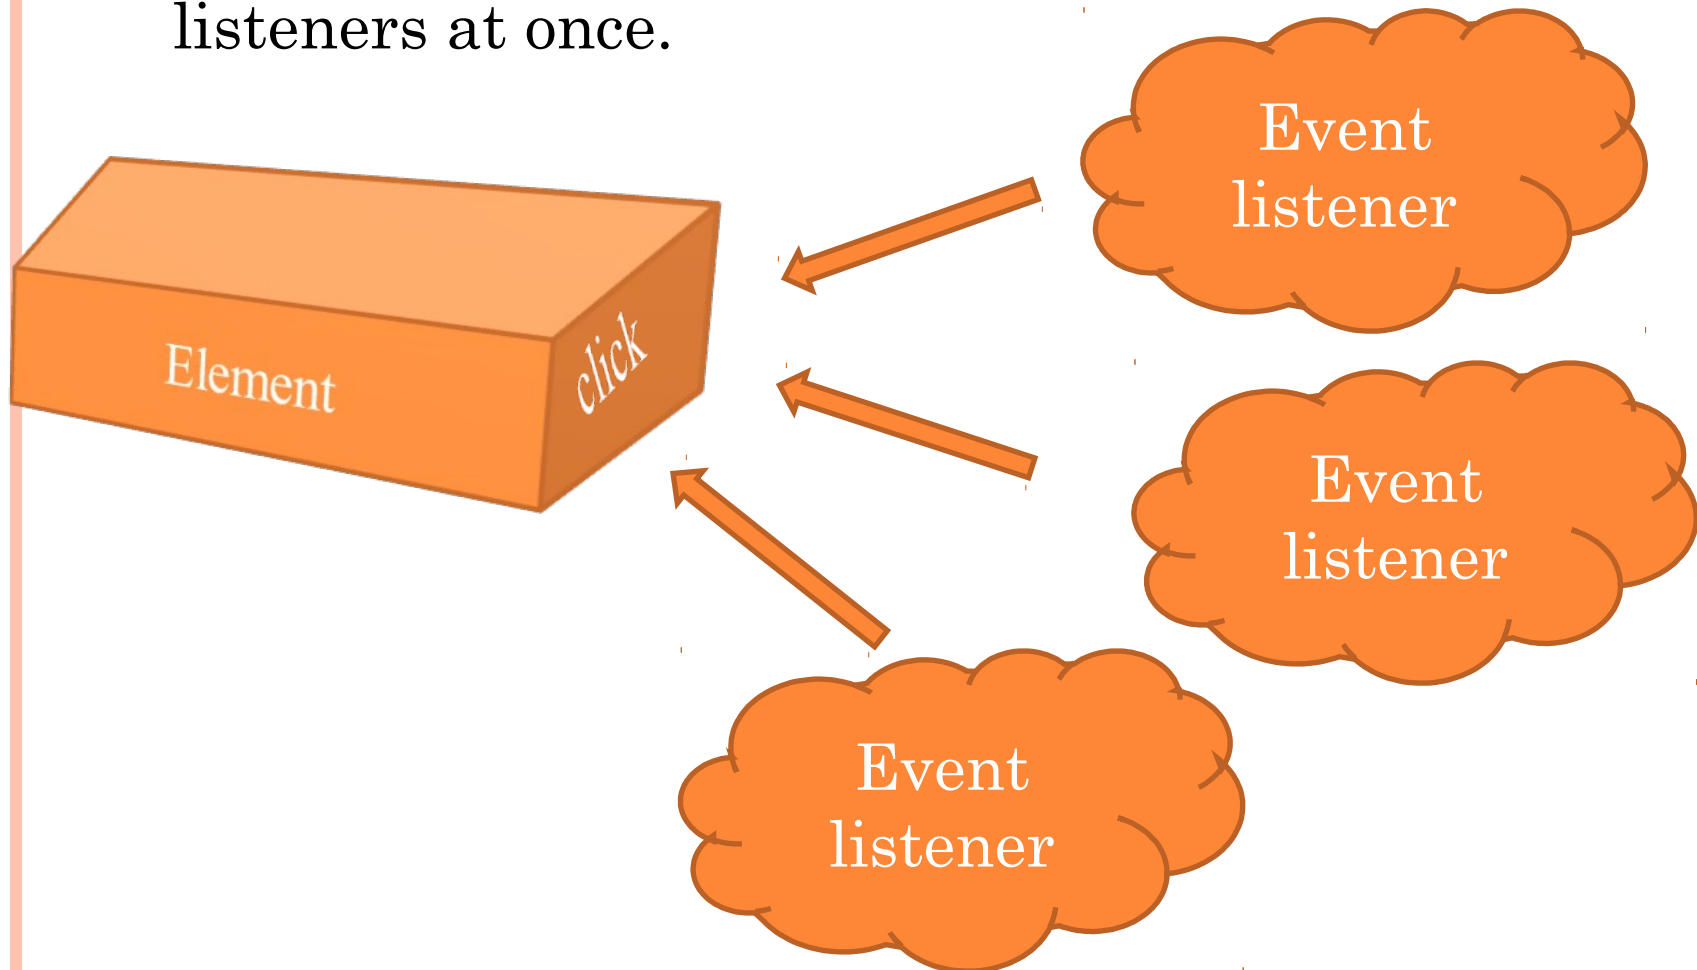 listeners at once.
Event
listener
Element
click
Event
listener
Event
listener